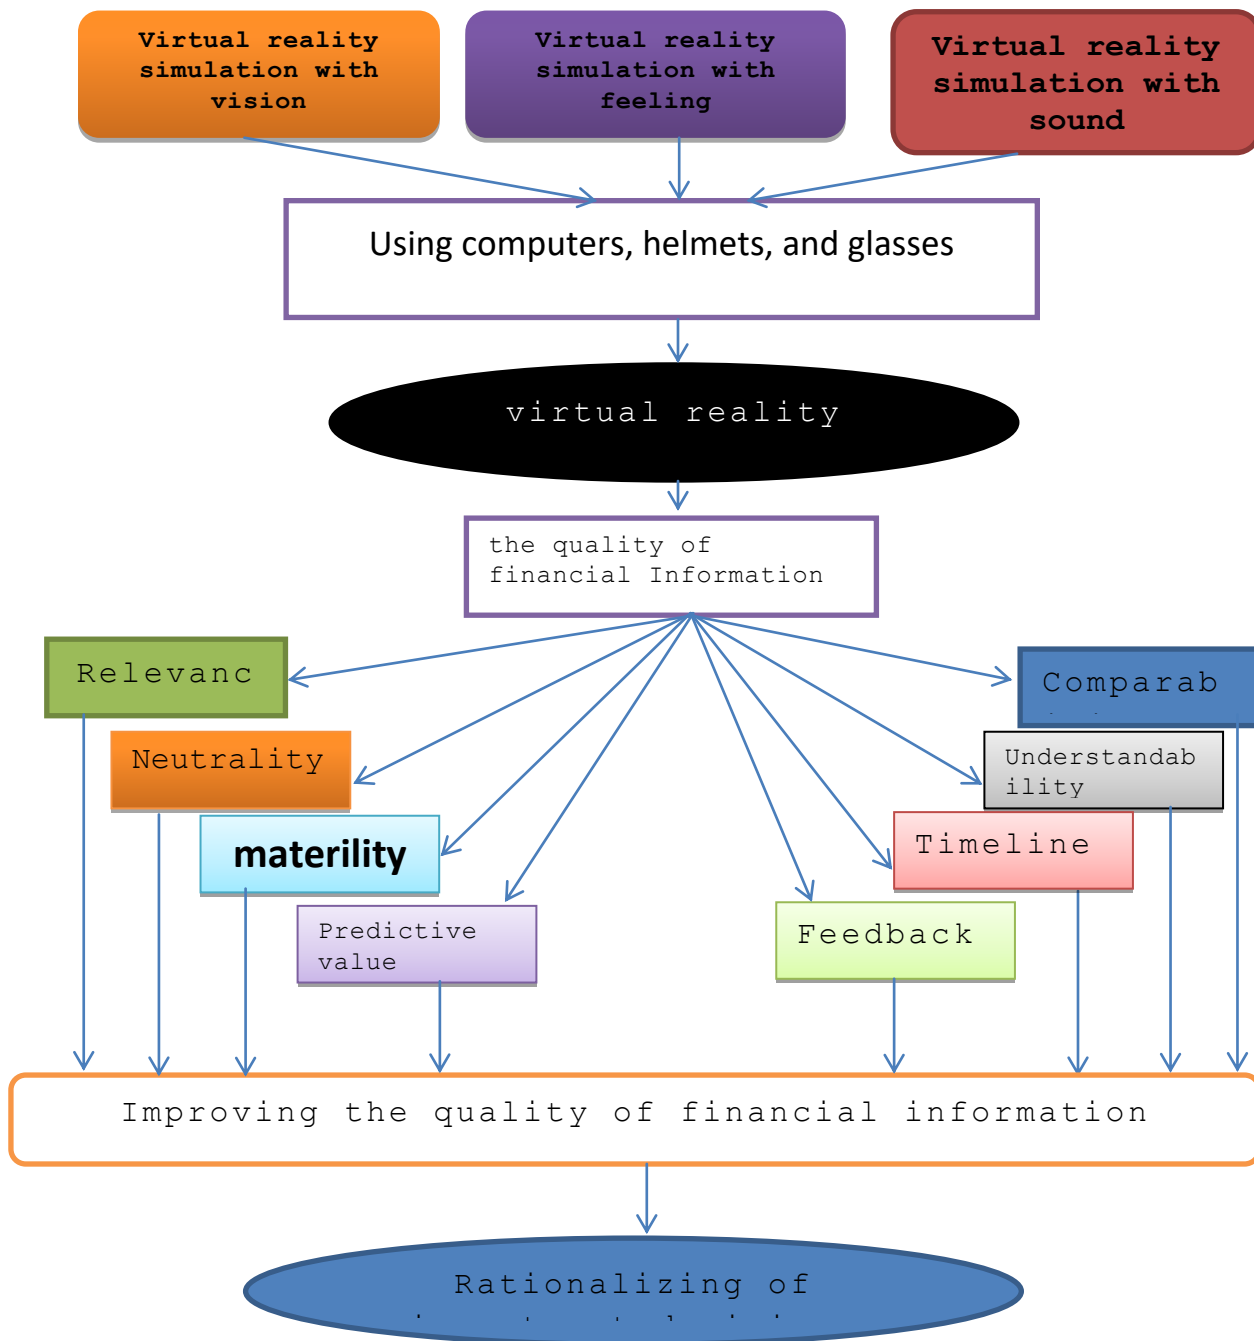 Virtual reality
simulation with
vision
Virtual reality
simulation with
feeling
Virtual reality
simulation with
sound
Using computers, helmets, and glasses
virtual reality
the quality of
financial Information
Relevanc
Comparab
Neutrality
Understandab
ility
materility
Timeline
Predictive
value
Feedback
Improving the quality of financial information
Rationalizing of